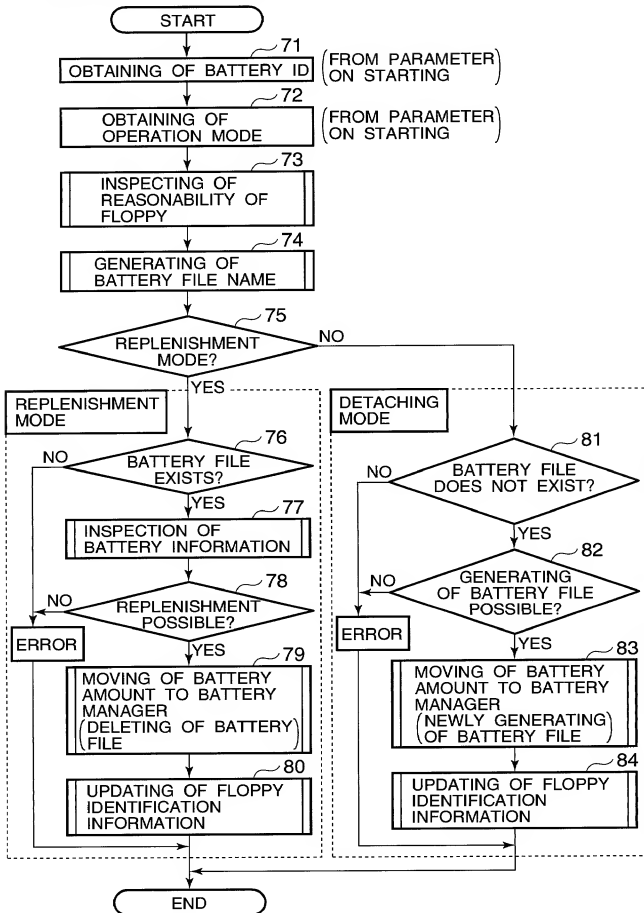 START
71
OBTAINING OF BATTERY ID
(FROM PARAMETER
ON STARTING)
72
OBTAINING OF
OPERATION MODE
(FROM PARAMETER
ON STARTING)
73
INSPECTING OF
REASONABILITY OF
FLOPPY
74
GENERATING OF
BATTERY FILE NAME
75
REPLENISHMENT
MODE?
NO
YES
REPLENISHMENT
MODE
76
NO
BATTERY FILE
EXISTS?
YES
77
INSPECTION OF
BATTERY INFORMATION
78
NO
REPLENISHMENT
POSSIBLE?
ERROR
YES
79
MOVING OF BATTERY
AMOUNT TO BATTERY
MANAGER
(DELETING OF BATTERY
FILE)
80
UPDATING OF FLOPPY
IDENTIFICATION
INFORMATION
DETACHING
MODE
81
NO
BATTERY FILE
DOES NOT EXIST?
YES
82
NO
GENERATING
OF BATTERY FILE
POSSIBLE?
ERROR
YES
83
MOVING OF BATTERY
AMOUNT TO BATTERY
MANAGER
(NEWLY GENERATING
OF BATTERY FILE)
84
UPDATING OF FLOPPY
IDENTIFICATION
INFORMATION
END